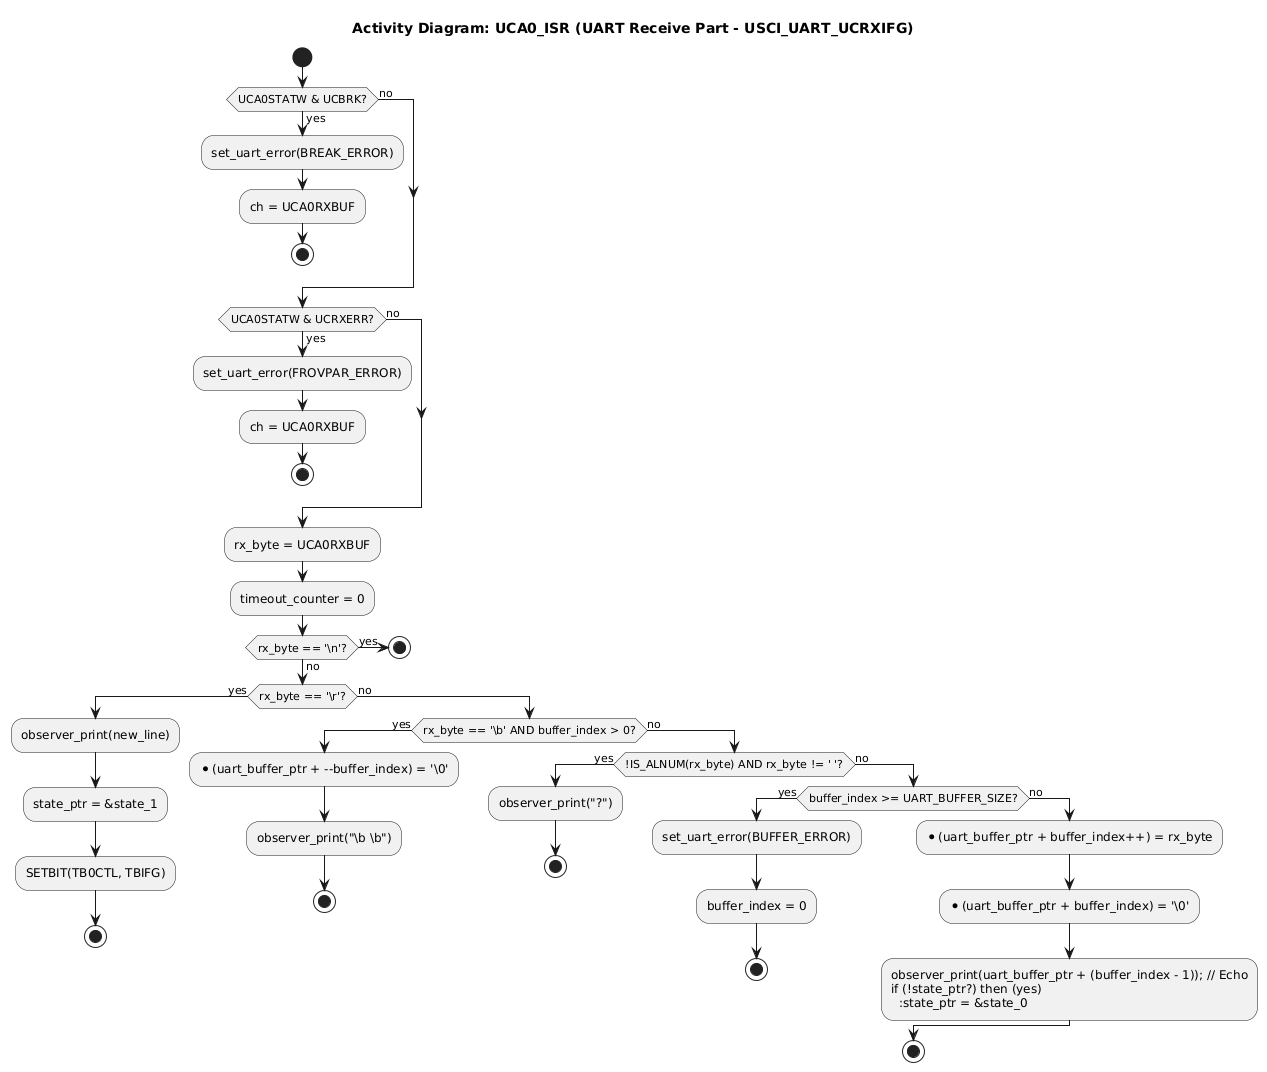 Activity Diagram: UCA0_ISR (UART Receive Part - USCI_UART_UCRXIFG)
UCA0STATW & UCBRK?
no
yes
set_uart_error(BREAK_ERROR)
ch = UCA0RXBUF
UCA0STATW & UCRXERR?
no
yes
set_uart_error(FROVPAR_ERROR)
ch = UCA0RXBUF
rx_byte = UCA0RXBUF
timeout_counter = 0
rx_byte == '\n'?
yes
no
yes
rx_byte == '\r'?
no
observer_print(new_line)
state_ptr = &state_1
SETBIT(TB0CTL, TBIFG)
yes
rx_byte == '\b' AND buffer_index > 0?
no
•(uart_buffer_ptr + --buffer_index) = '\0'
observer_print("\b \b")
yes
!IS_ALNUM(rx_byte) AND rx_byte != ' '?
no
observer_print("?")
yes
buffer_index >= UART_BUFFER_SIZE?
no
set_uart_error(BUFFER_ERROR)
buffer_index = 0
•(uart_buffer_ptr + buffer_index++) = rx_byte
•(uart_buffer_ptr + buffer_index) = '\0'
observer_print(uart_buffer_ptr + (buffer_index - 1)); // Echo
if (!state_ptr?) then (yes)
:state_ptr = &state_0